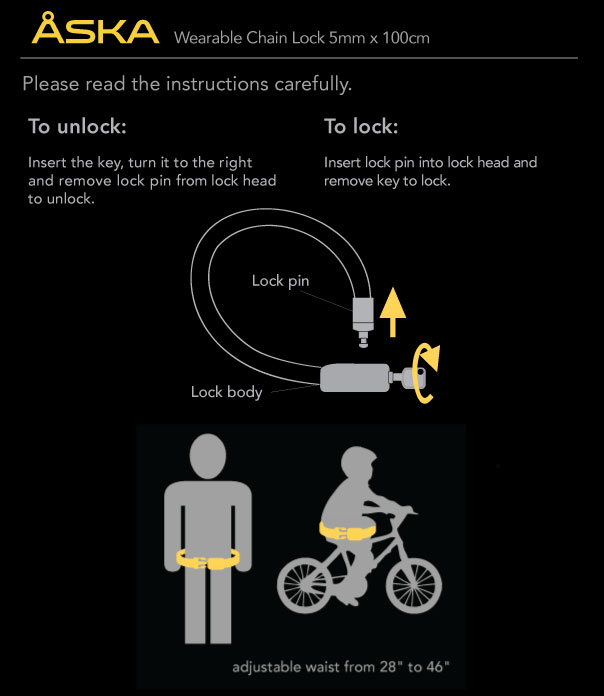 ÅSKA Wearable Chain Lock 5mm x 100cm
Please read the instructions carefully.
To unlock:
Insert the key, turn it to the right
and remove lock pin from lock head
to unlock.
To lock:
Insert lock pin into lock head and
remove key to lock.
Lock pin
Lock body
adjustable waist from 28" to 46"